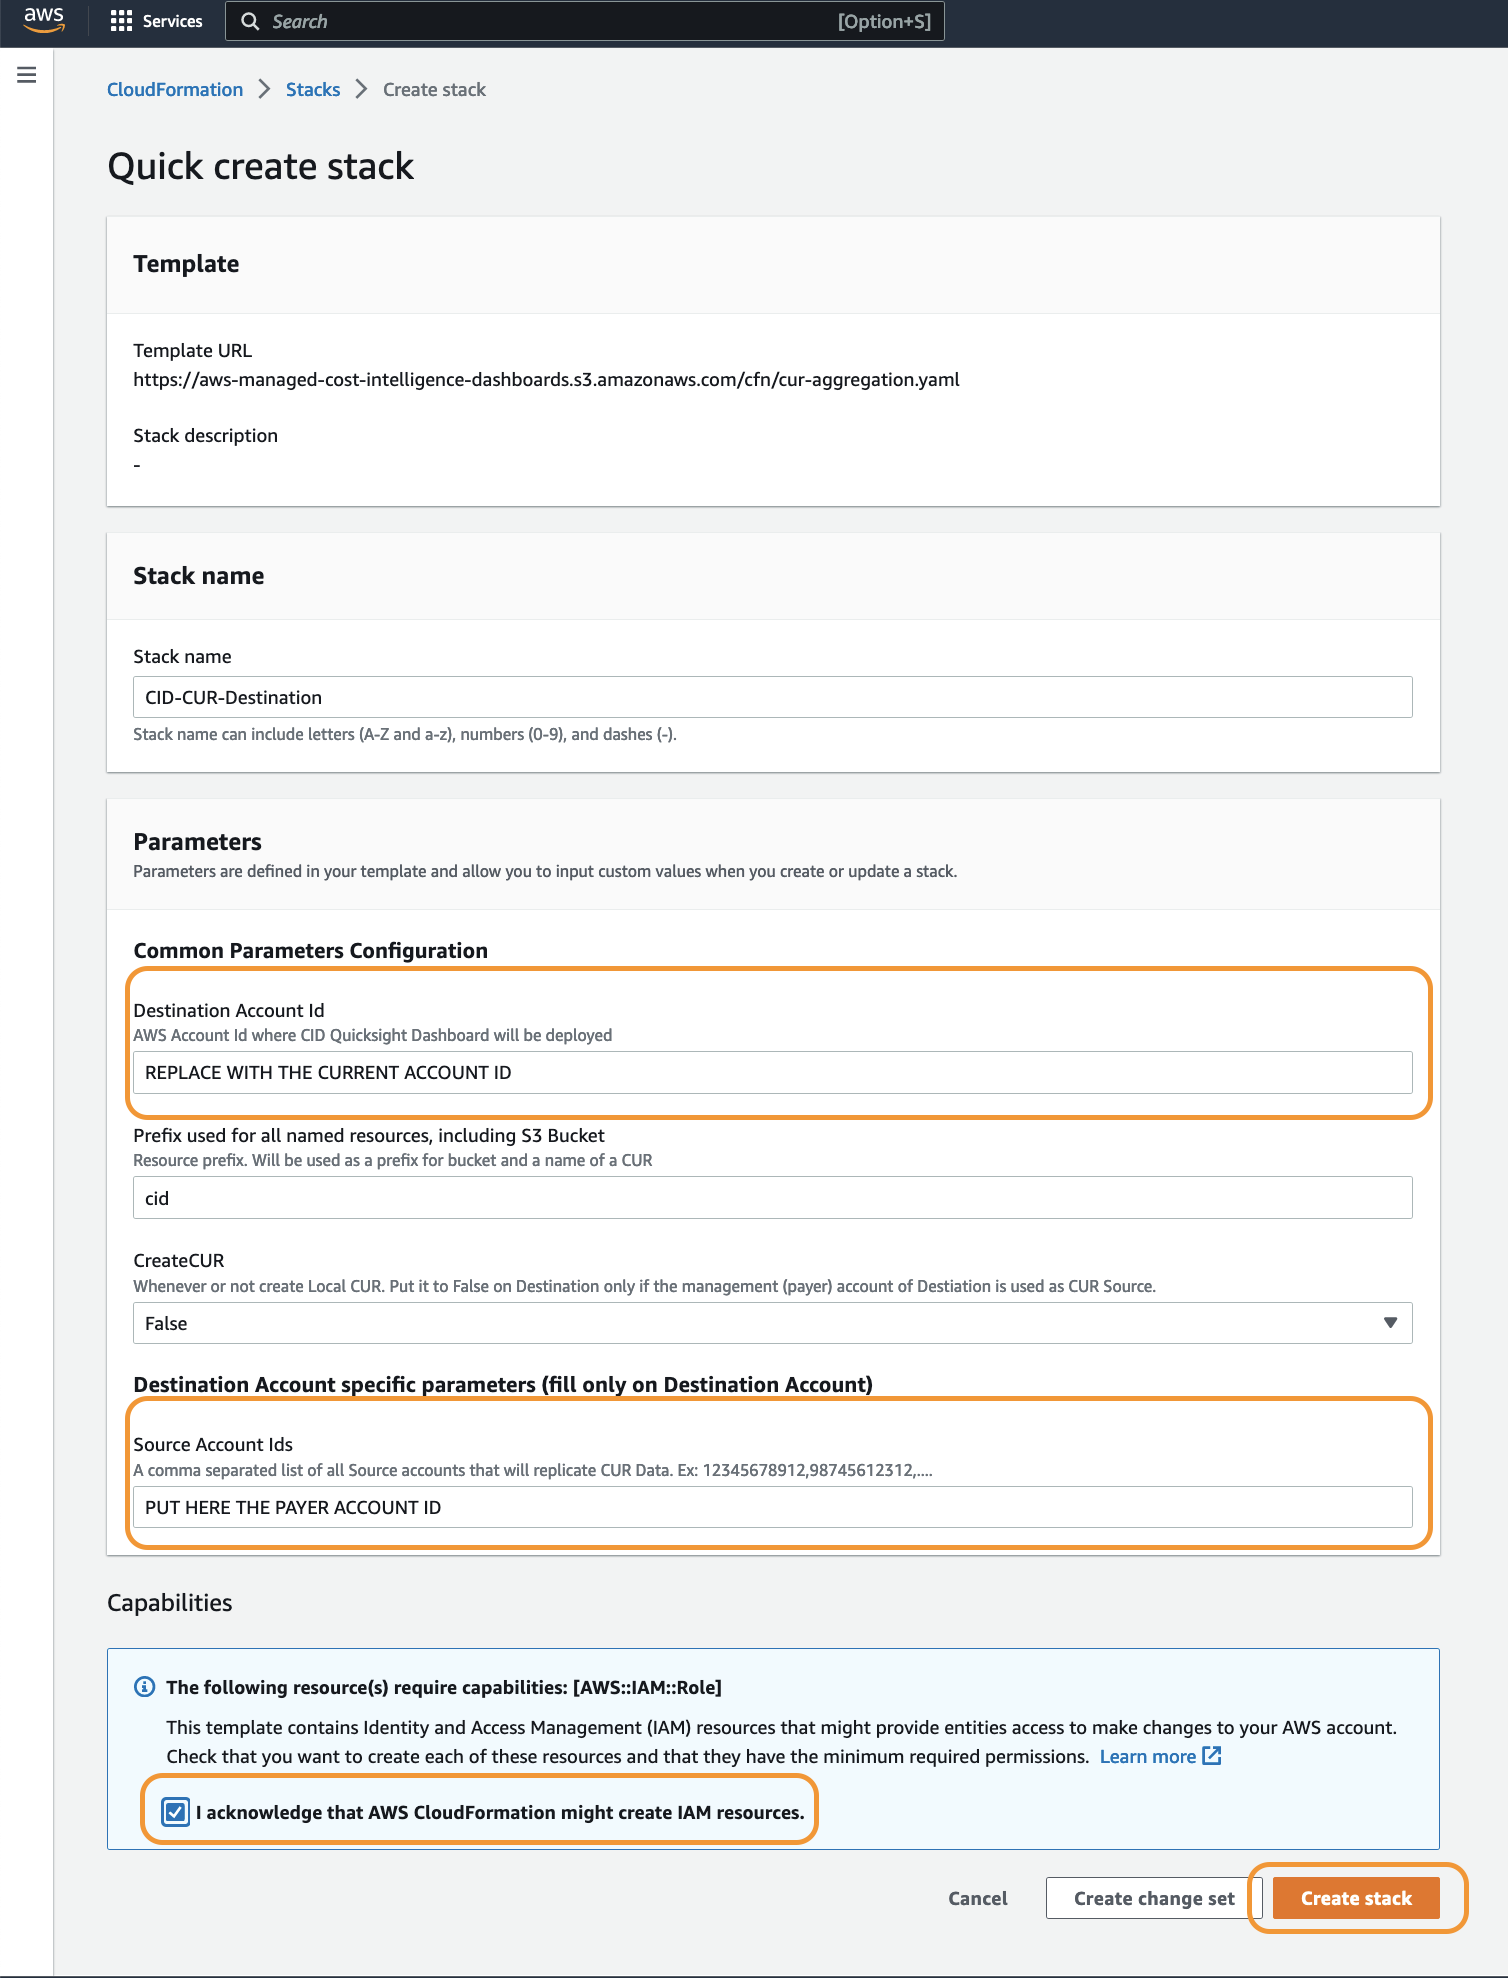 aws
Services
Search
[Option+S]
CloudFormation
Stacks
Create stack
Quick create stack
Template
Template URL
https://aws-managed-cost-intelligence-dashboards.s3.amazonaws.com/cfn/cur-aggregation.yaml
Stack description
-
Stack name
Stack name
CID-CUR-Destination
Stack name can include letters (A-Z and a-z), numbers (0-9), and dashes (-).
Parameters
Parameters are defined in your template and allow you to input custom values when you create or update a stack.
Common Parameters Configuration
Destination Account Id
AWS Account Id where CID Quicksight Dashboard will be deployed
REPLACE WITH THE CURRENT ACCOUNT ID
Prefix used for all named resources, including S3 Bucket
Resource prefix. Will be used as a prefix for bucket and a name of a CUR
cid
CreateCUR
Whenever or not create Local CUR. Put it to False on Destination only if the management (payer) account of Destiation is used as CUR Source.
False
Destination Account specific parameters (fill only on Destination Account)
Source Account Ids
A comma separated list of all Source accounts that will replicate CUR Data. Ex: 12345678912,98745612312,....
PUT HERE THE PAYER ACCOUNT ID
Capabilities
The following resource(s) require capabilities: [AWS::IAM::Role]
This template contains Identity and Access Management (IAM) resources that might provide entities access to make changes to your AWS account.
Check that you want to create each of these resources and that they have the minimum required permissions. Learn more
I acknowledge that AWS CloudFormation might create IAM resources.
Cancel
Create change set
Create stack